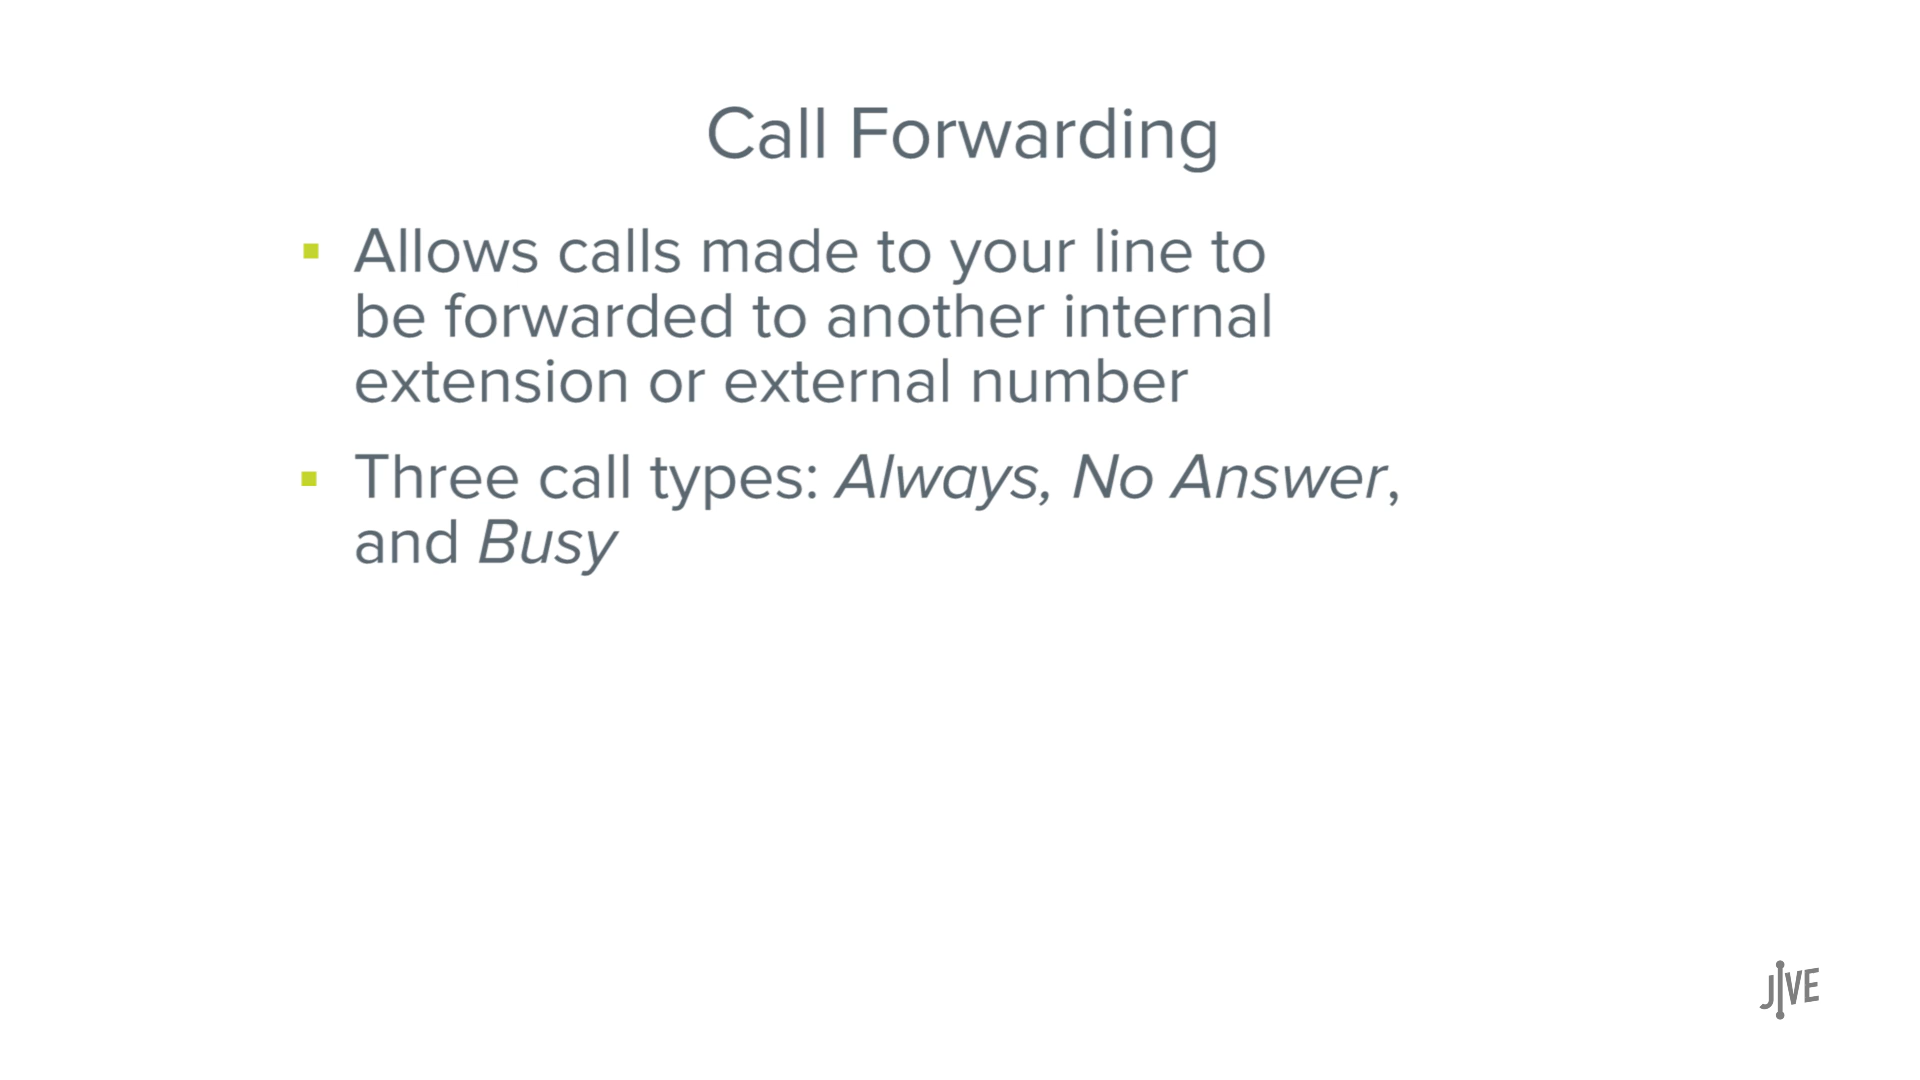 Call Forwarding
Allows calls made to your line to
be forwarded to another internal
extension or external number
Three call types: Always, No Answer,
and Busy
JIVE